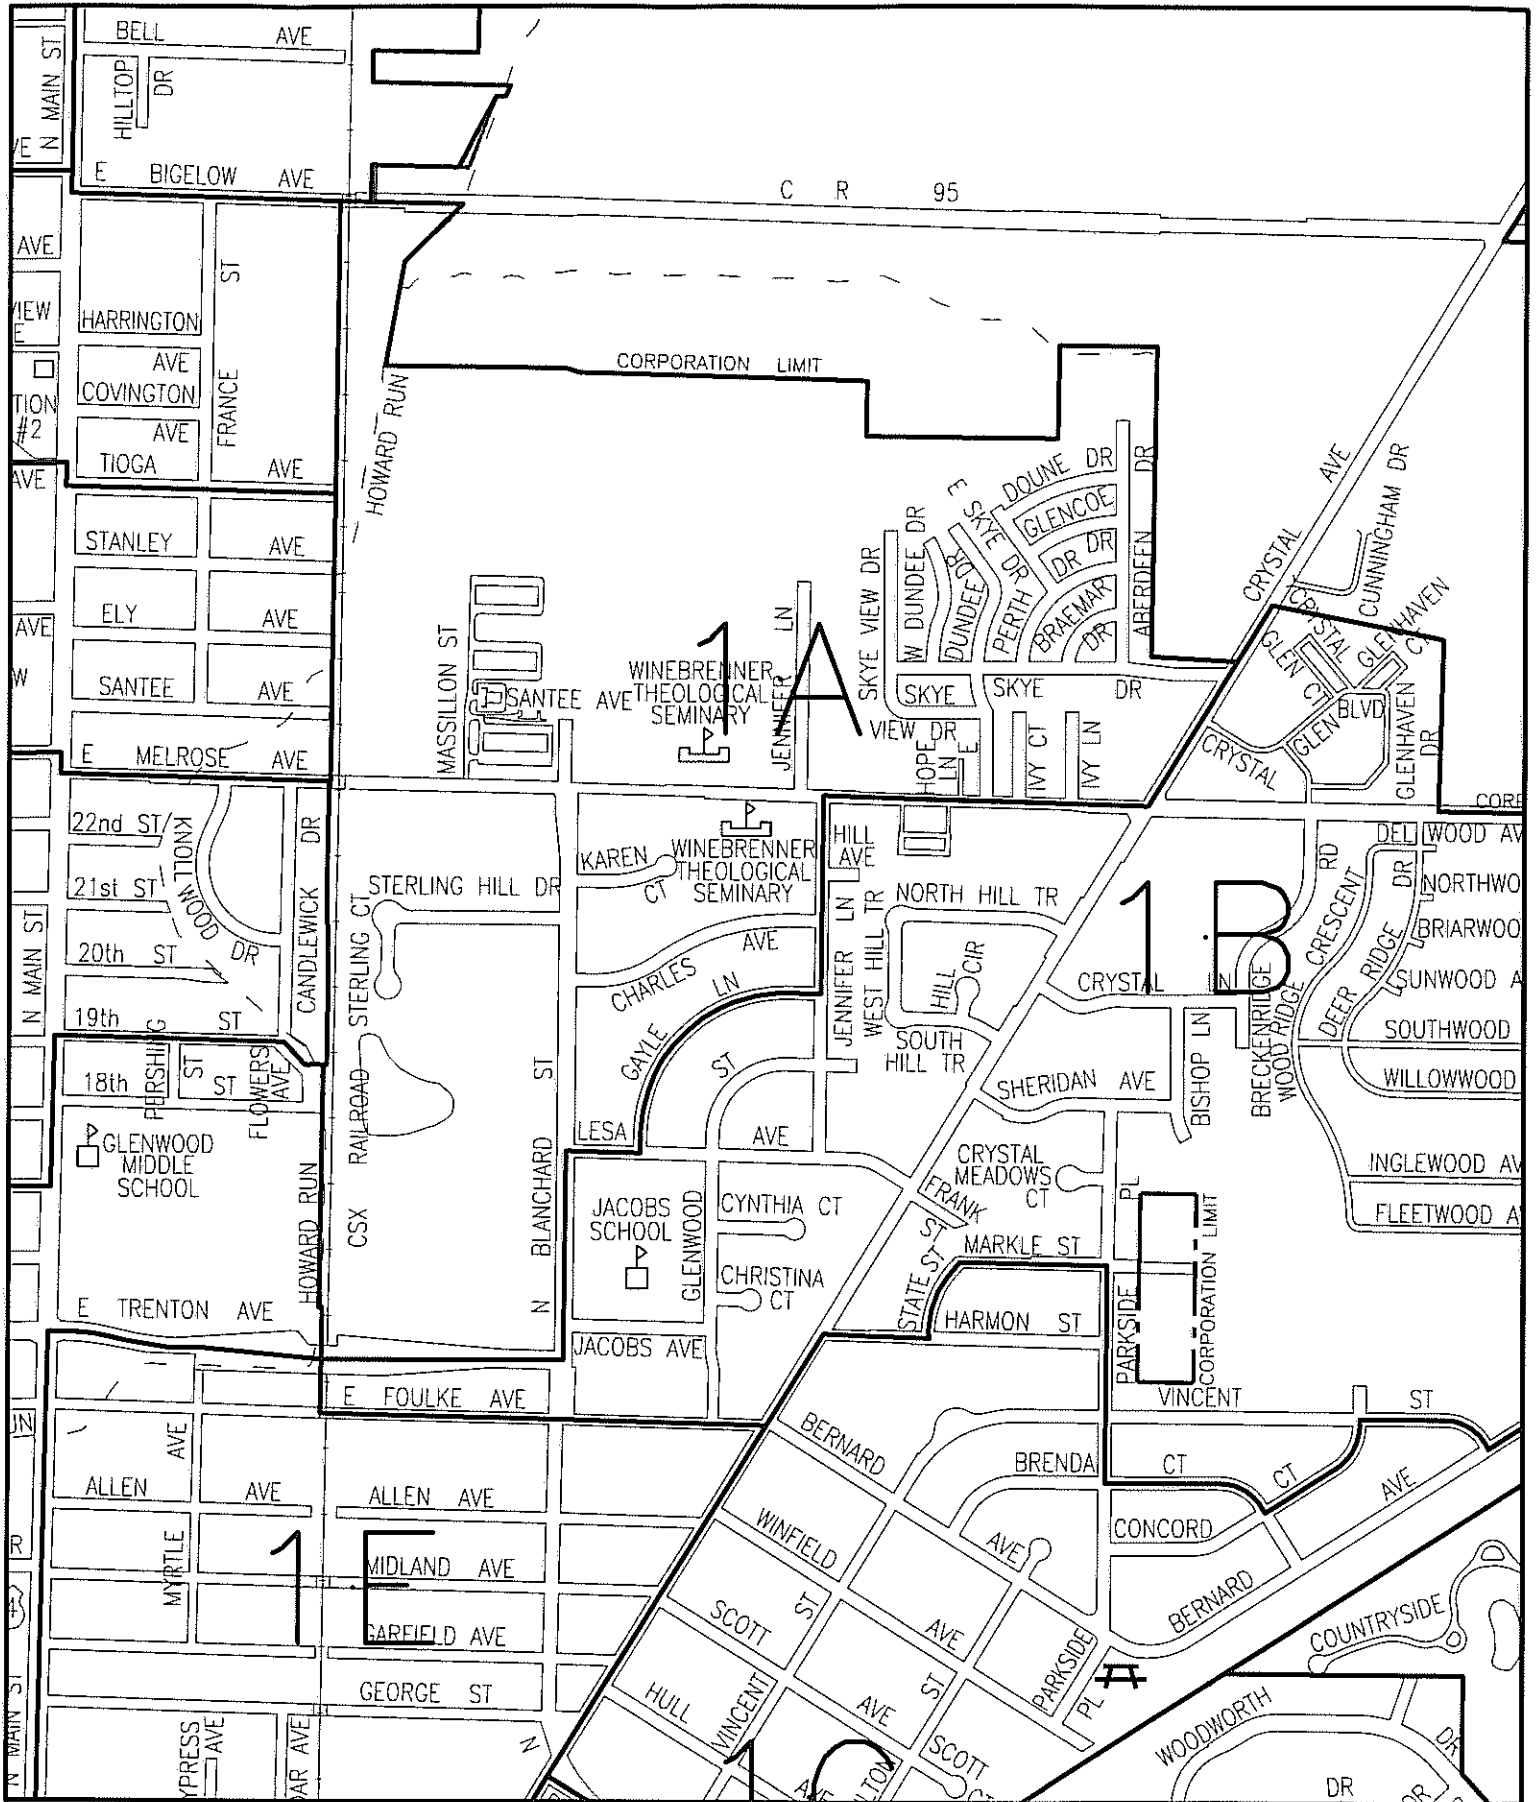 BELL AVE
N MAIN ST
HILLTOP DR
E BIGELOW AVE
C R 95
AVE
HARRINGTON AVE
FRANCE ST
COVINGTON AVE
#2
TIOGA AVE
AVE
HOWARD RUN
CORPORATION LIMIT
CRYSTAL AVE
CUNNINGHAM DR
STANLEY AVE
ELY AVE
AVE
SANTEE AVE
E MELROSE AVE
MASSILLON ST
SANTEE AVE
WINEBRENNER
THEOLOGICAL
SEMINARY
1A
JENNIFER LN
SKYE VIEW DR
W DUNDEE DR
DUNDEE DR
E SKYE DR
DOUNE DR
GLENCOE DR
PERTH DR
BRAEMAR DR
ABERDEEN DR
SKYE VIEW DR
SKYE DR
HOPE LN
E
IVY CT
IVY LN
CRYSTAL
GLEN CT
GLENHAVEN CT
CRYSTAL GLEN BLVD
GLENHAVEN DR
22nd ST
21st ST
20th ST
19th ST
KNOLLWOOD DR
CANDLEWICK DR
STERLING HILL DR
STERLING CT
KAREN CT
WINEBRENNER
THEOLOGICAL
SEMINARY
CHARLES AVE
GAYLE LN
HILL AVE
JENNIFER LN
WEST HILL TR
NORTH HILL TR
HILL CIR
SOUTH HILL TR
1B
CRYSTAL LN
BRECKENRIDGE RD
WOOD RIDGE CRESCENT
DEER RIDGE DR
SOUTHWOOD
WILLOWWOOD
INGLEWOOD AV
FLEETWOOD
BISHOP LN
SHERIDAN AVE
N MAIN ST
PERSHING ST
18th ST
FLOWERS AVE
GLENWOOD
MIDDLE
SCHOOL
HOWARD RUN
CSX RAILROAD
N BLANCHARD ST
LESA AVE
ST
JACOBS
SCHOOL
GLENWOOD
CYNTHIA CT
CHRISTINA CT
CRYSTAL
MEADOWS
CT
FRANK ST
STATE ST
MARKLE ST
HARMON ST
PARKSIDE PL
CORPORATION LIMIT
E TRENTON AVE
JACOBS AVE
E FOULKE AVE
VINCENT ST
BRENDA CT
CT
CONCORD
BERNARD AVE
BERNARD AVE
ALLEN AVE
ALLEN AVE
MYRTLE AVE
1E
MIDLAND AVE
GARFIELD AVE
GEORGE ST
WINFIELD AVE
SCOTT AVE
HULL
VINCENT ST
ST
PARKSIDE PL
SCOTT CT
COUNTRYSIDE
WOODWORTH DR
DR
N MAIN ST
N